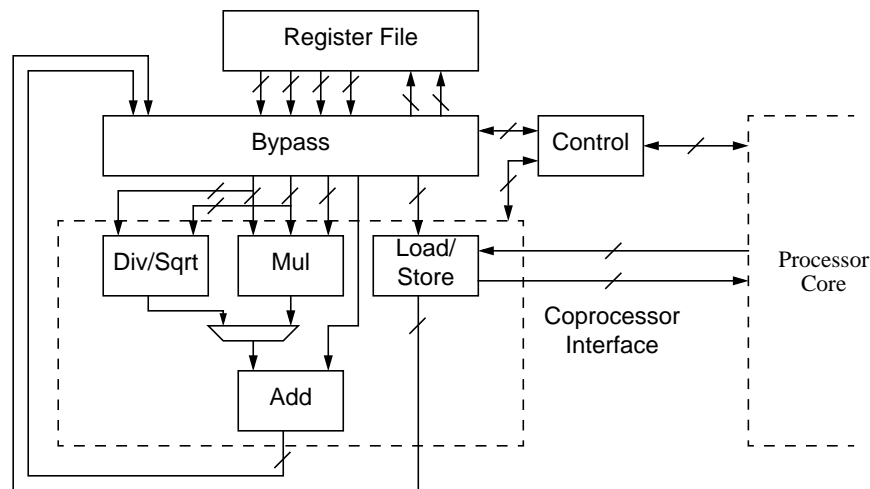 Register File
Bypass
Control
Div/Sqrt
Mul
Load/
Store
Processor
Core
Coprocessor
Interface
Add